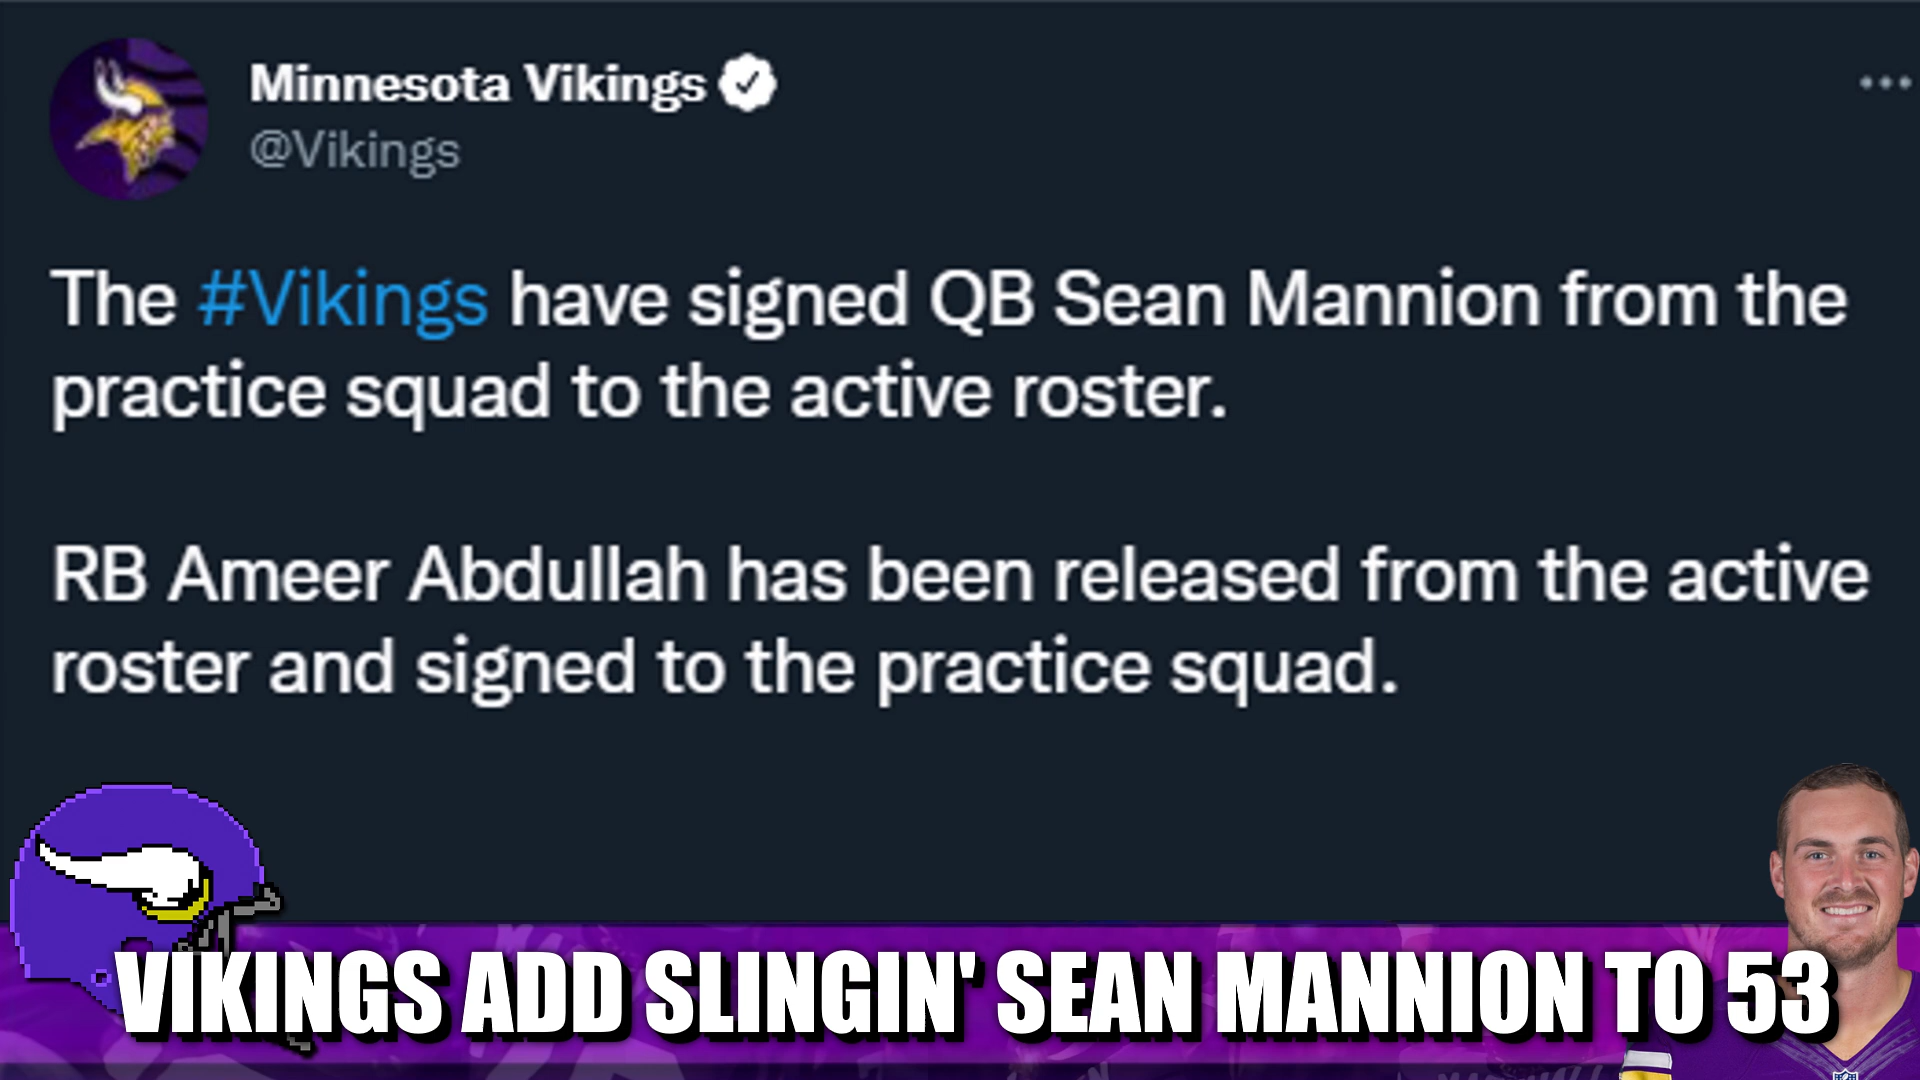 Minnesota Vikings
@Vikings
The #Vikings have signed QB Sean Mannion from the
practice squad to the active roster.
RB Ameer Abdullah has been released from the active
roster and signed to the practice squad.
VIKINGS ADD SLINGIN' SEAN MANNION TO 53